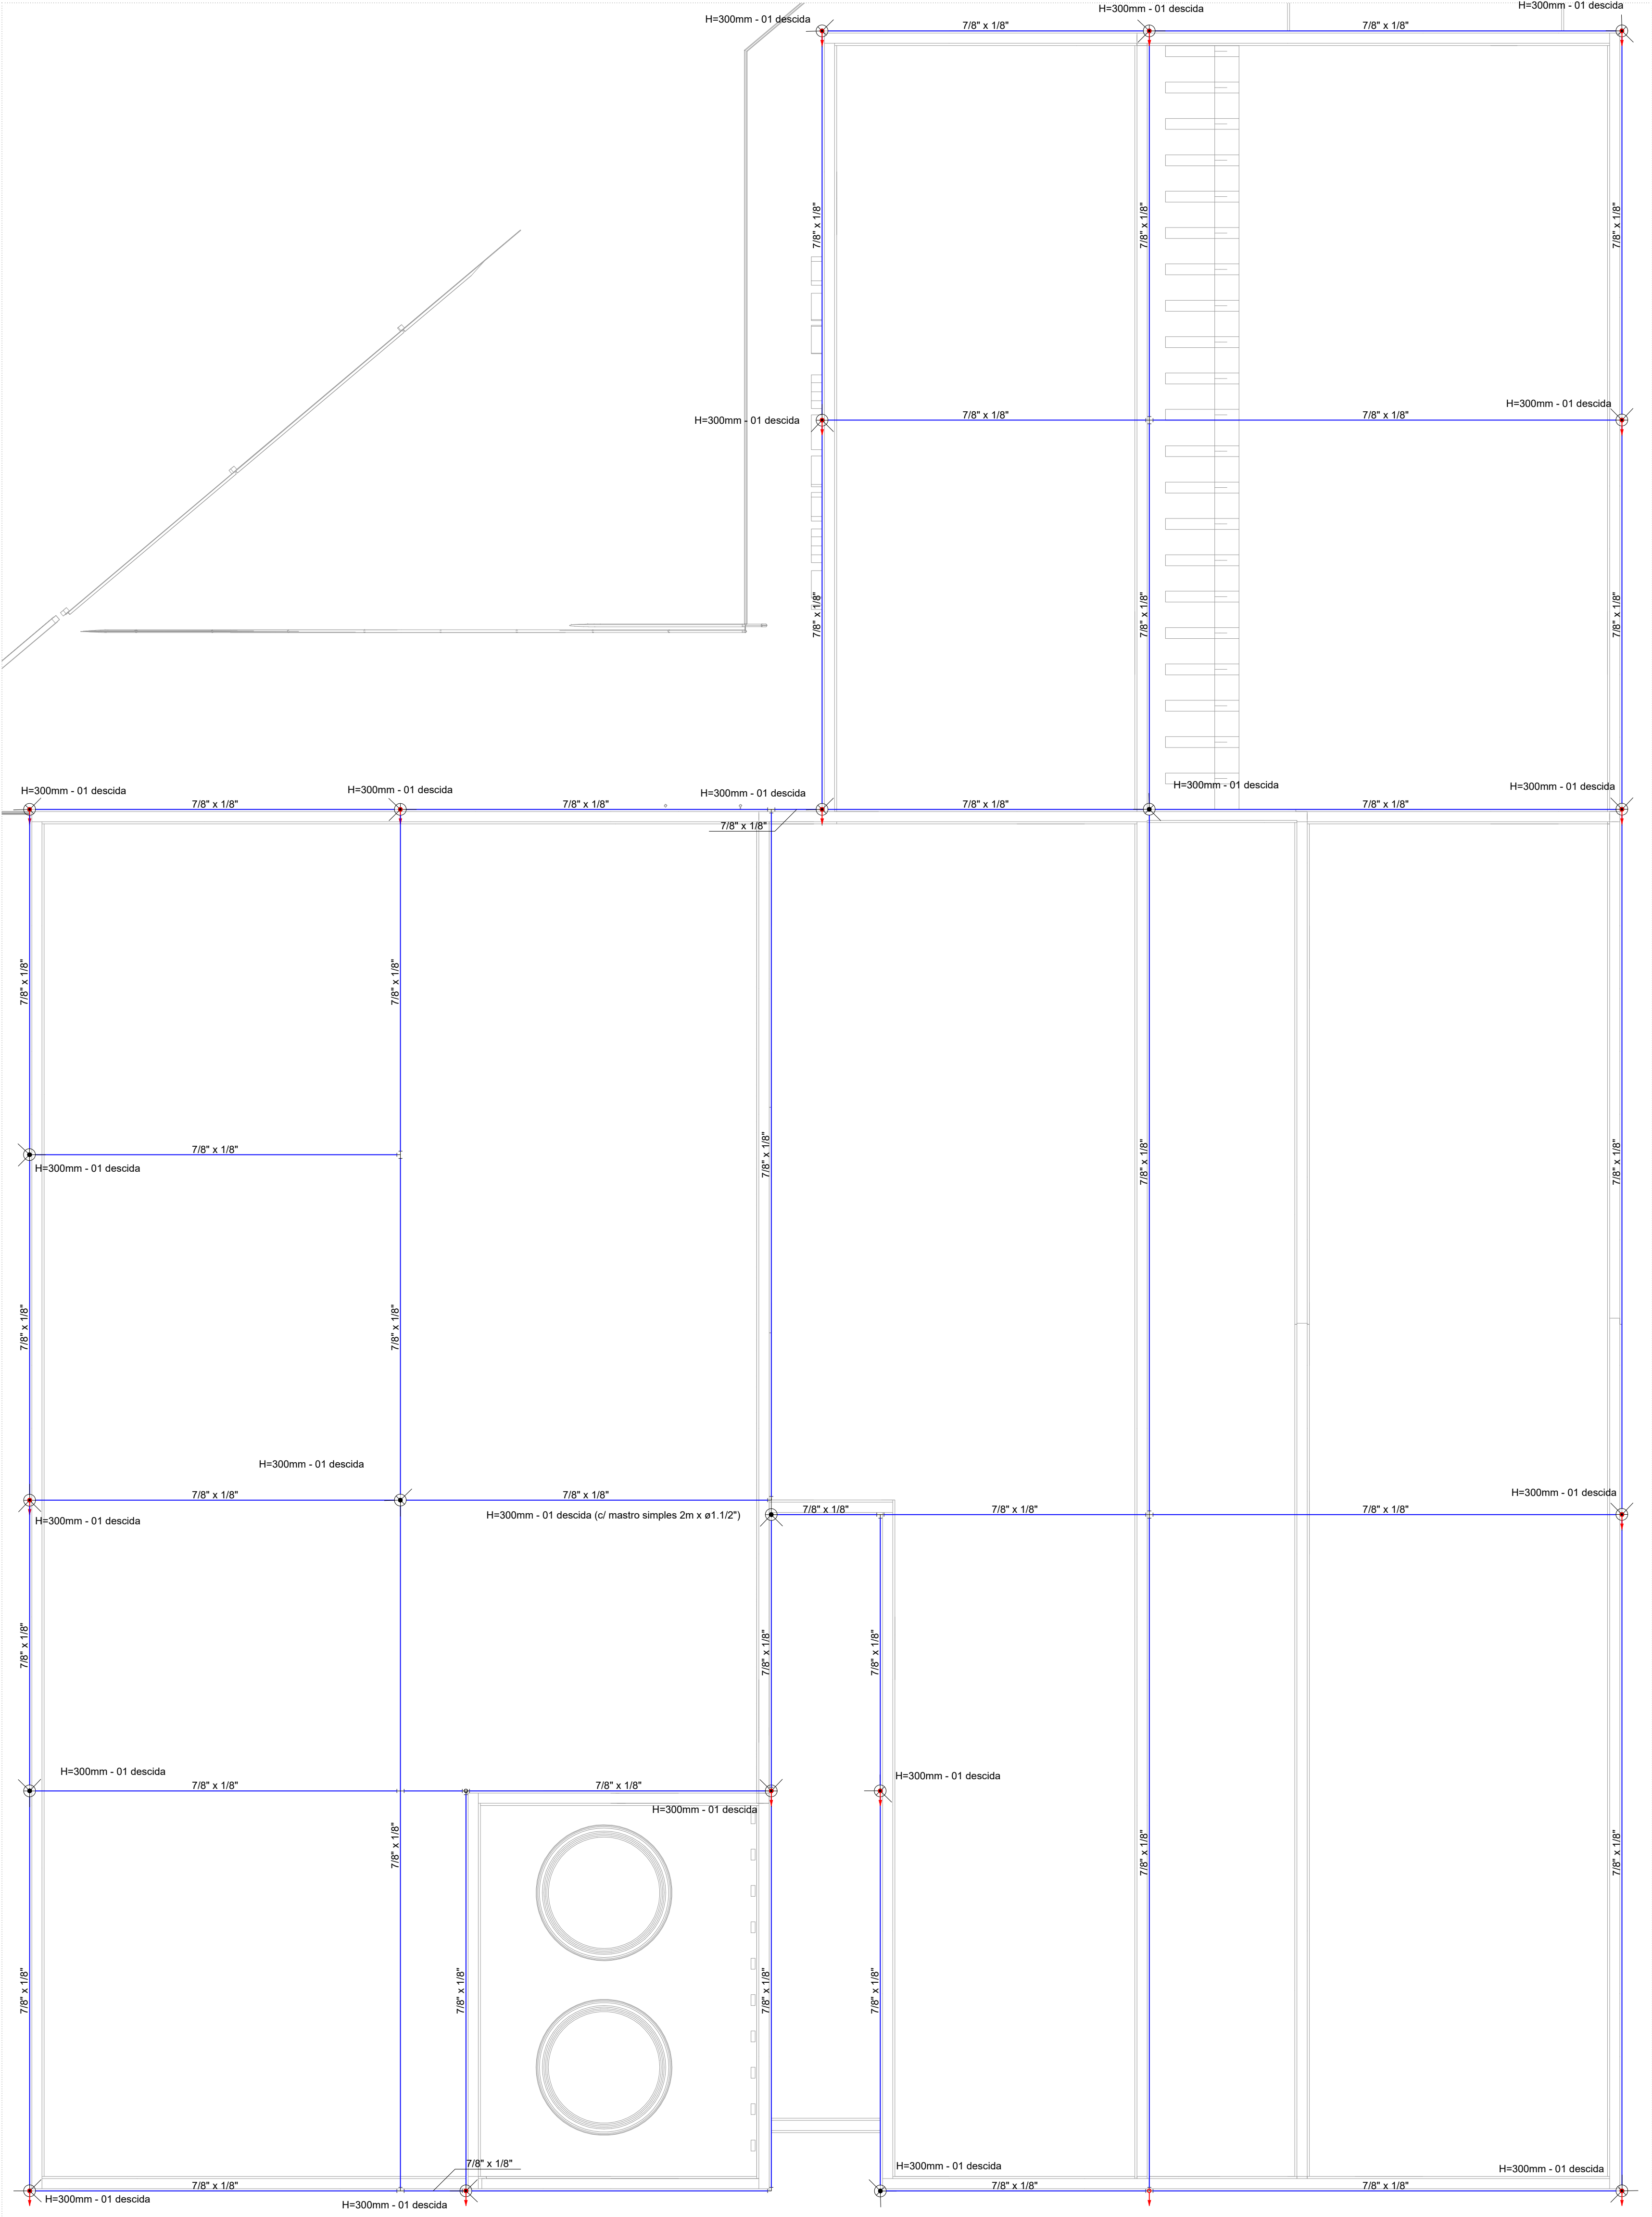 H=300mm - 01 descida
H=300mm - 01 descida
H=300mm - 01 descida
7/8" x 1/8"
7/8" x 1/8"
7/8" x 1/8"
7/8" x 1/8"
7/8" x 1/8"
H=300mm - 01 descida
H=300mm - 01 descida
7/8" x 1/8"
7/8" x 1/8"
7/8" x 1/8"
7/8" x 1/8"
7/8" x 1/8"
H=300mm - 01 descida
H=300mm - 01 descida
H=300mm - 01 descida
H=300mm - 01 descida
H=300mm - 01 descida
7/8" x 1/8"
7/8" x 1/8"
7/8" x 1/8"
7/8" x 1/8"
7/8" x 1/8"
7/8" x 1/8"
7/8" x 1/8"
7/8" x 1/8"
7/8" x 1/8"
7/8" x 1/8"
7/8" x 1/8"
H=300mm - 01 descida
7/8" x 1/8"
7/8" x 1/8"
H=300mm - 01 descida
H=300mm - 01 descida
7/8" x 1/8"
7/8" x 1/8"
7/8" x 1/8"
7/8" x 1/8"
7/8" x 1/8"
H=300mm - 01 descida
H=300mm - 01 descida (c/ mastro simples 2m x ø1.1/2")
7/8" x 1/8"
7/8" x 1/8"
7/8" x 1/8"
H=300mm - 01 descida
H=300mm - 01 descida
7/8" x 1/8"
7/8" x 1/8"
H=300mm - 01 descida
7/8" x 1/8"
7/8" x 1/8"
7/8" x 1/8"
7/8" x 1/8"
7/8" x 1/8"
7/8" x 1/8"
7/8" x 1/8"
7/8" x 1/8"
H=300mm - 01 descida
H=300mm - 01 descida
7/8" x 1/8"
7/8" x 1/8"
7/8" x 1/8"
7/8" x 1/8"
H=300mm - 01 descida
H=300mm - 01 descida